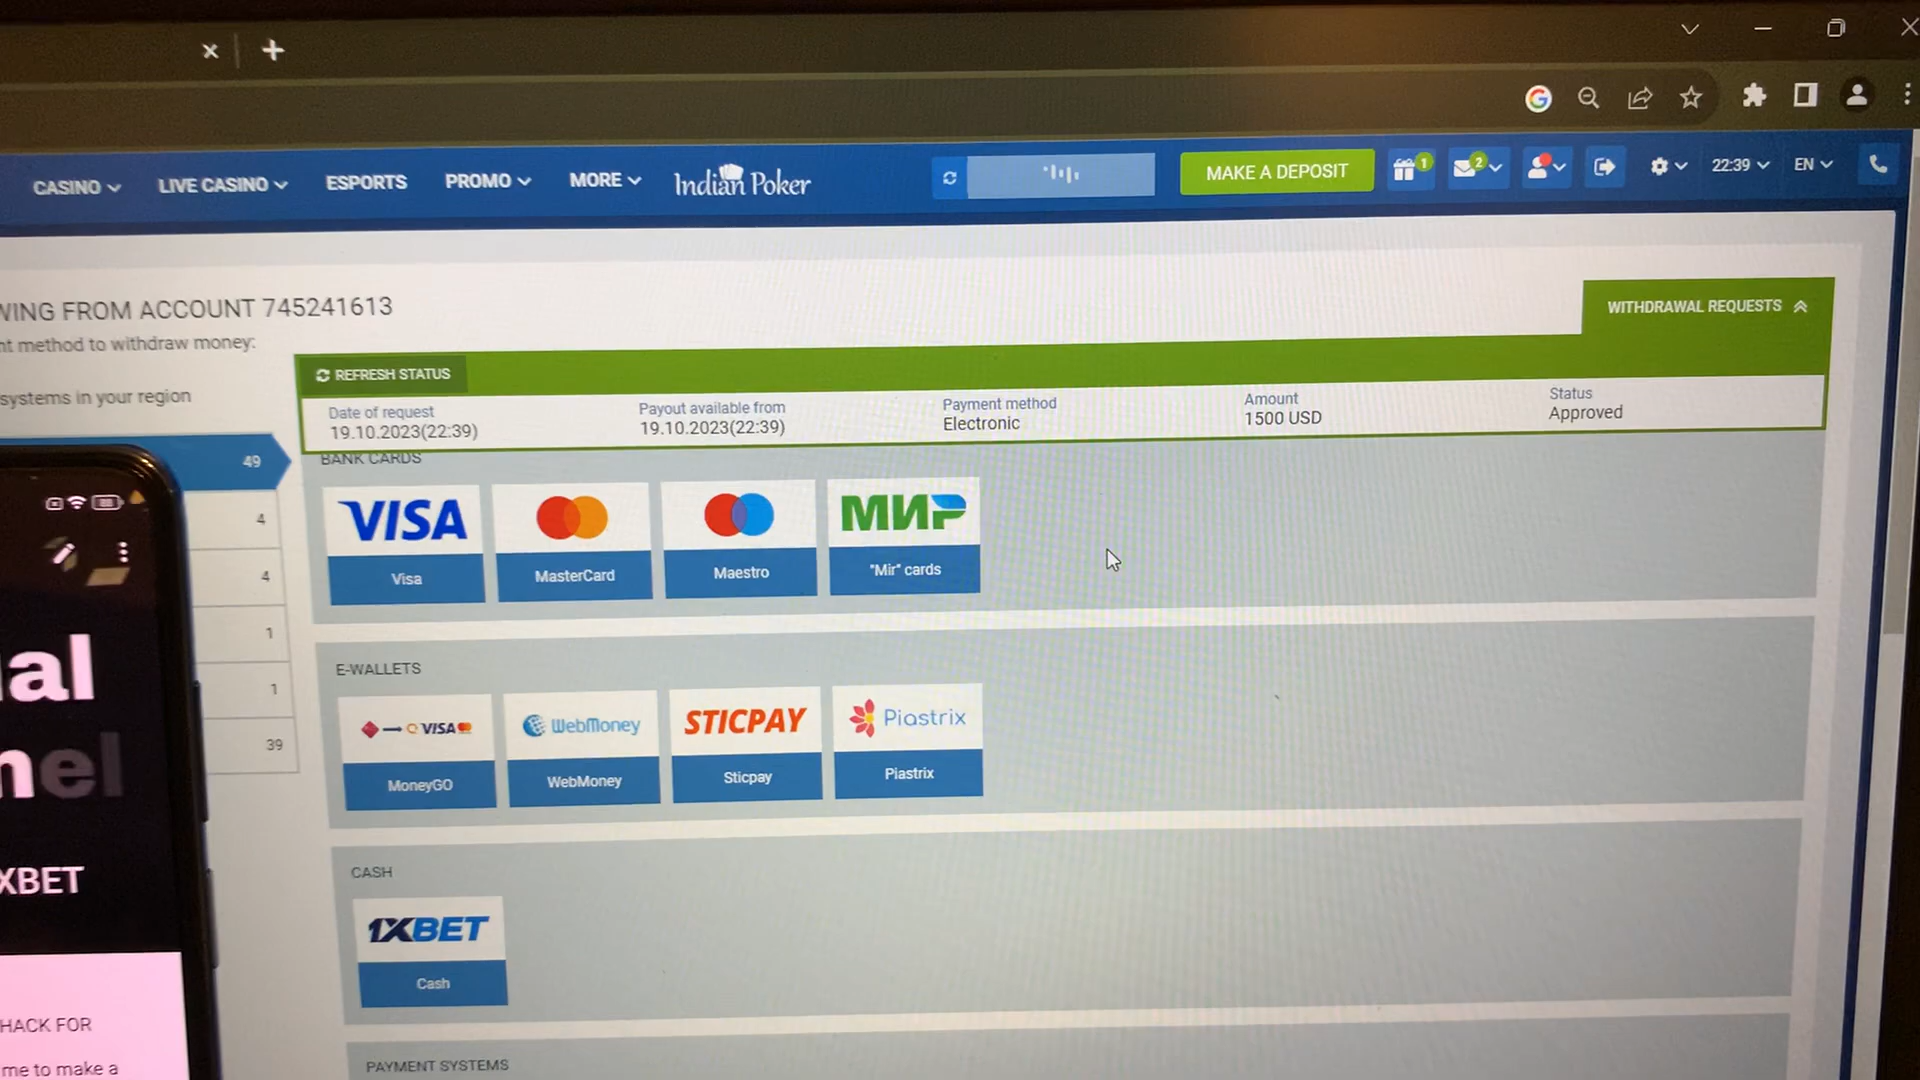 CASINO
LIVE CASINO
ESPORTS
PROMO
MORE
Indian Poker
MAKE A DEPOSIT
1
2
22:39
EN
WING FROM ACCOUNT 745241613
nt method to withdraw money:
systems in your region
WITHDRAWAL REQUESTS
REFRESH STATUS
Date of request
19.10.2023(22:39)
Payout available from
19.10.2023(22:39)
Payment method
Electronic
Amount
1500 USD
Status
Approved
49
4
4
1
1
39
BANK CARDS
VISA
МИР
Visa
MasterCard
Maestro
"Mir" cards
E-WALLETS
VISA
WebMoney
STICPAY
Piastrix
MoneyGO
WebMoney
Sticpay
Piastrix
CASH
1XBET
Cash
PAYMENT SYSTEMS
ial
nel
XBET
HACK FOR
me to make a